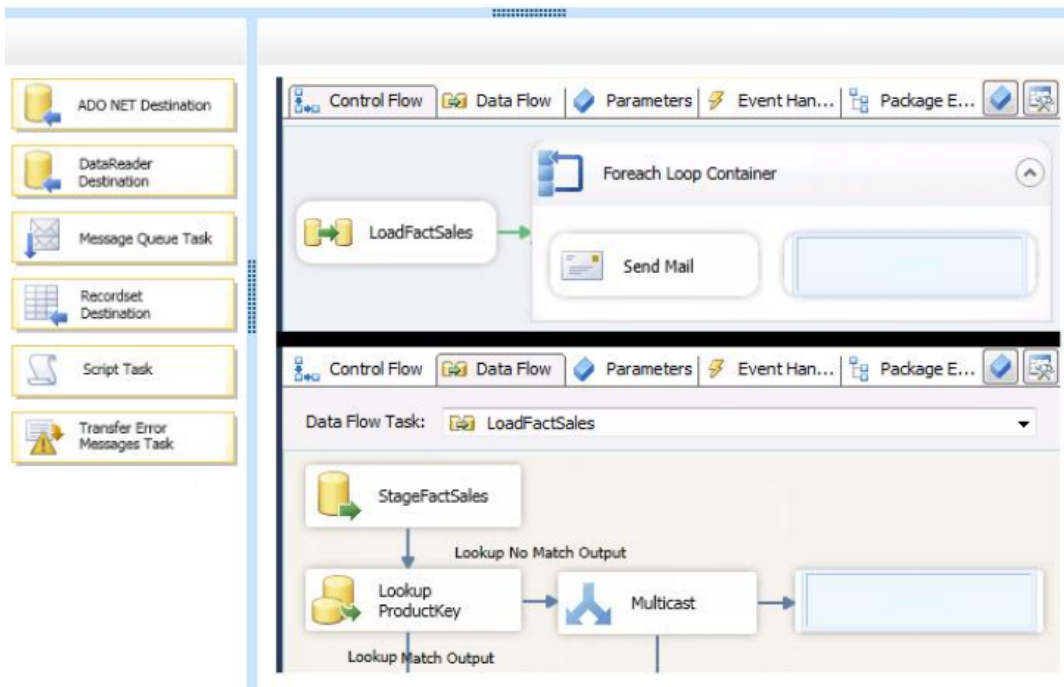 ADO NET Destination
DataReader
Destination
Message Queue Task
Recordset
Destination
Script Task
Transfer Error
Messages Task
Control Flow
Data Flow
Parameters
Event Han...
Package E...
Foreach Loop Container
LoadFactSales
Send Mail
Control Flow
Data Flow
Parameters
Event Han...
Package E...
Data Flow Task:
LoadFactSales
StageFactSales
Lookup No Match Output
Lookup
ProductKey
Multicast
Lookup Match Output